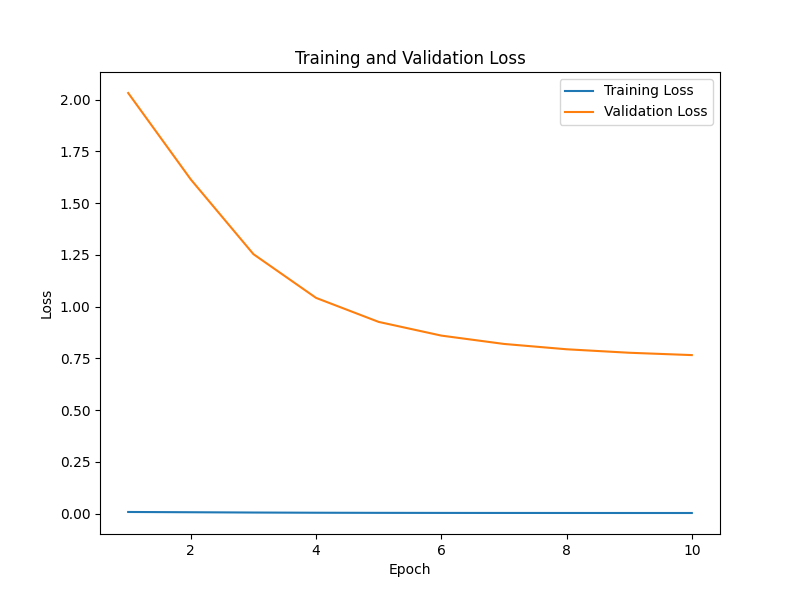 Training and Validation Loss
Training Loss
Validation Loss
2.00
1.75
1.50
1.25
1.00
0.75
0.50
0.25
0.00
Loss
2 4 6 8 10
Epoch